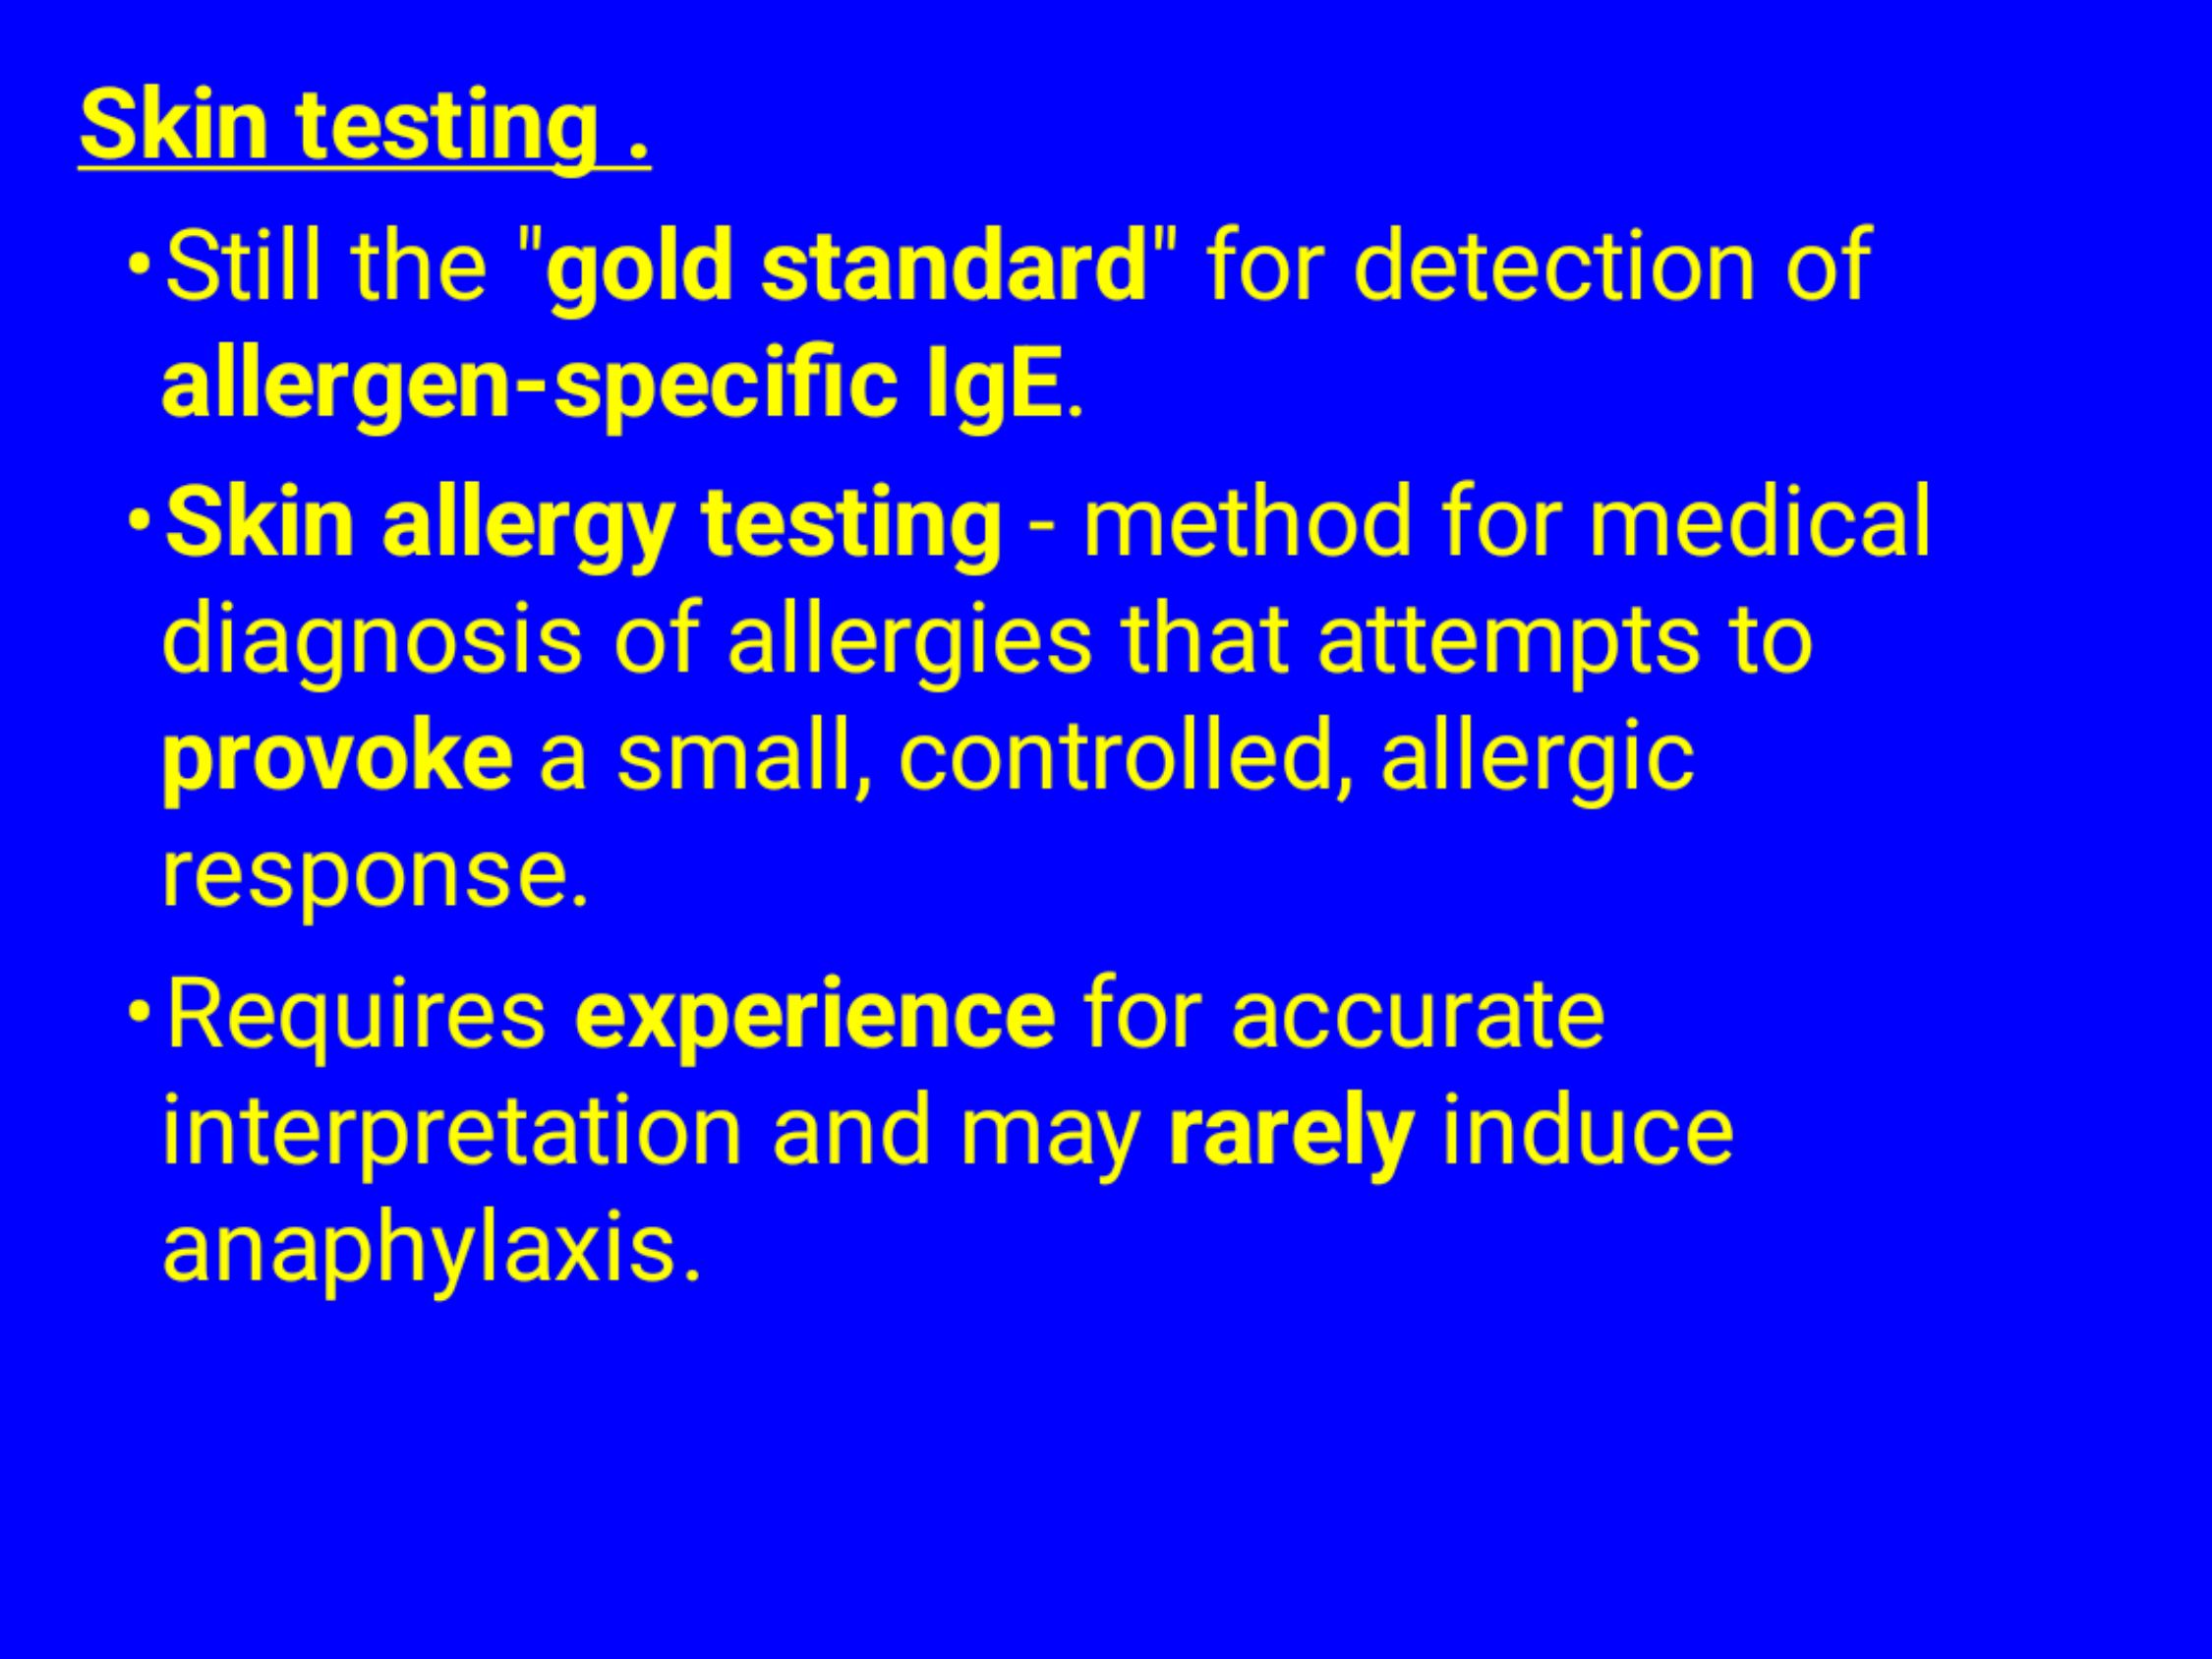 Skin testing .
•Still the "gold standard" for detection of
allergen-specific IgE.
•Skin allergy testing - method for medical
diagnosis of allergies that attempts to
provoke a small, controlled, allergic
response.
•Requires experience for accurate
interpretation and may rarely induce
anaphylaxis.